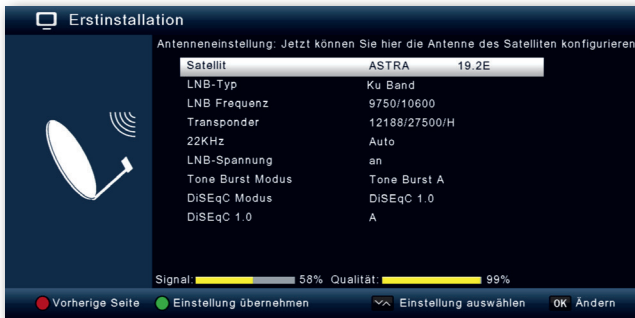 Erstinstallation
Antenneneinstellung: Jetzt können Sie hier die Antenne des Satelliten konfigurieren
Satellit ASTRA 19.2E
LNB-Typ Ku Band
LNB Frequenz 9750/10600
Transponder 12188/27500/H
22KHz Auto
LNB-Spannung an
Tone Burst Modus Tone Burst A
DiSEqC Modus DiSEqC 1.0
DiSEqC 1.0 A
Signal: 58% Qualität: 99%
Vorherige Seite Einstellung übernehmen Einstellung auswählen OK Ändern